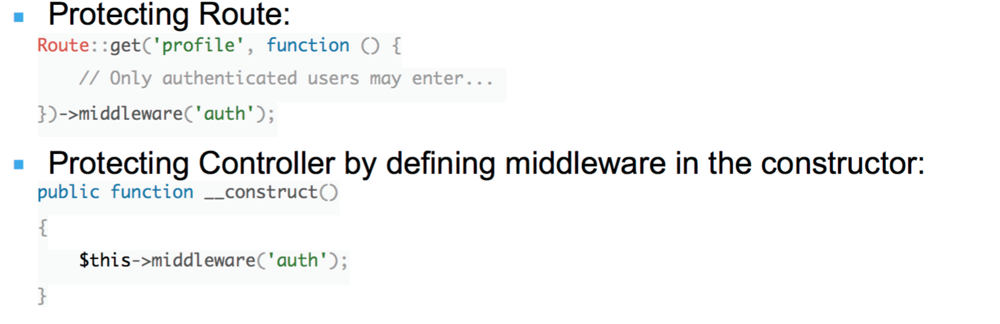 Protecting Route:
Route::get('profile', function () {
    // Only authenticated users may enter...
})->middleware('auth');
Protecting Controller by defining middleware in the constructor:
public function __construct()
{
    $this->middleware('auth');
}